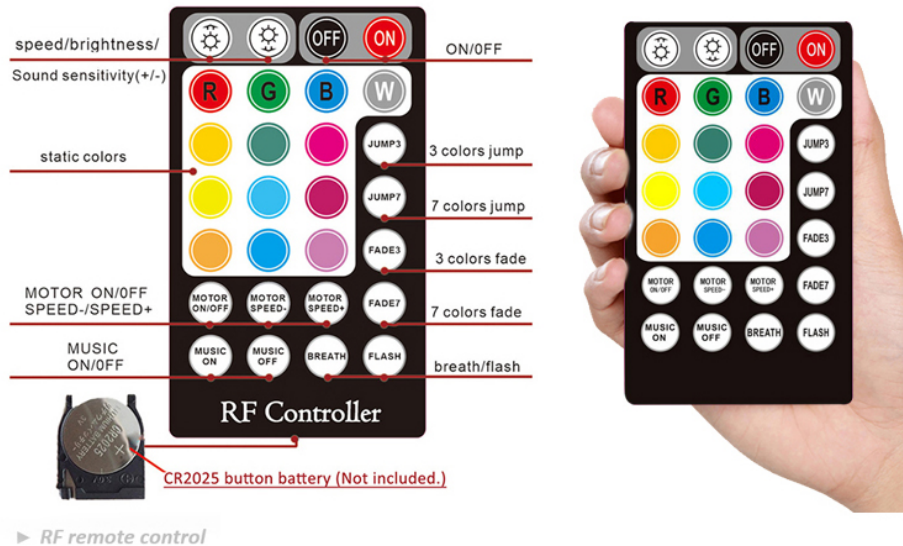 speed/brightness/
Sound sensitivity(+/-)
OFF
ON
ON/0FF
R
G
B
W
static colors
JUMP3
3 colors jump
JUMP7
7 colors jump
FADE3
3 colors fade
MOTOR ON/0FF
SPEED-/SPEED+
MOTOR
ON/OFF
MOTOR
SPEED-
MOTOR
SPEED+
FADE7
7 colors fade
MUSIC
ON/0FF
MUSIC
ON
MUSIC
OFF
BREATH
FLASH
breath/flash
RF Controller
CR2025
CR2025 button battery (Not included.)
► RF remote control
OFF
ON
R
G
B
W
JUMP3
JUMP7
FADE3
MOTOR
ON/OFF
MOTOR
SPEED-
MOTOR
SPEED+
FADE7
MUSIC
ON
MUSIC
OFF
BREATH
FLASH